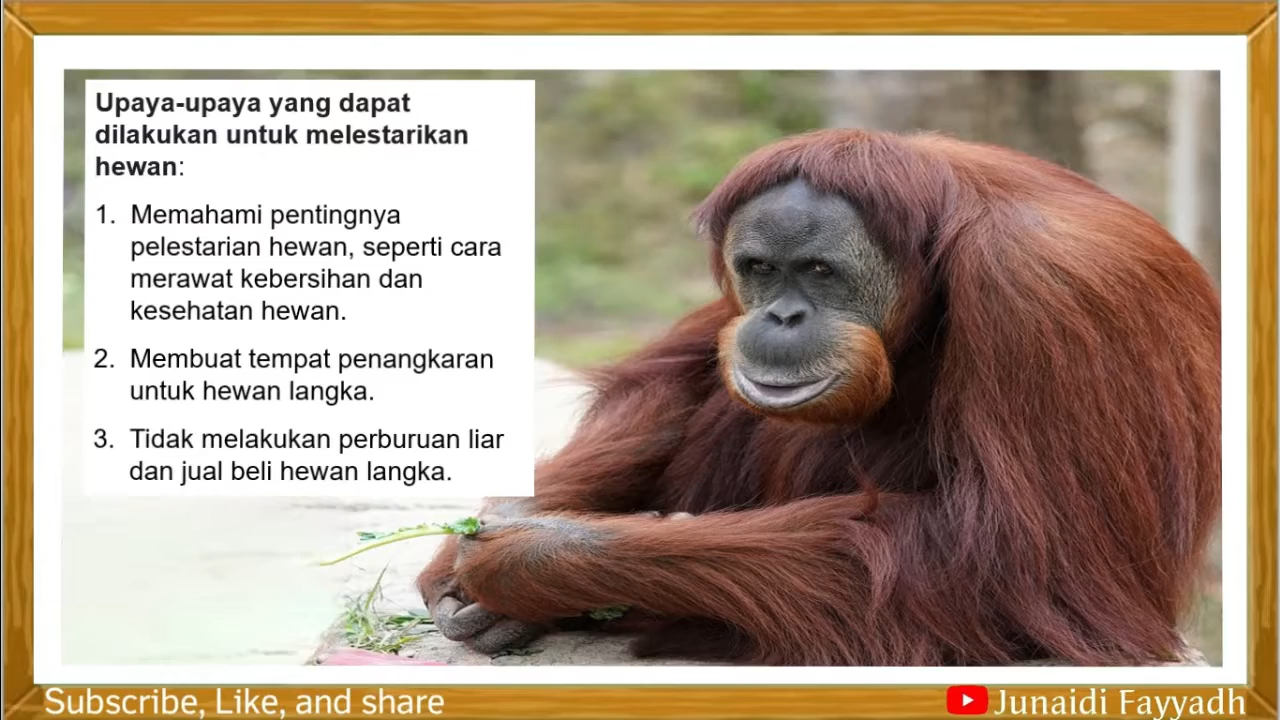 Upaya-upaya yang dapat
dilakukan untuk melestarikan
hewan:
1. Memahami pentingnya
pelestarian hewan, seperti cara
merawat kebersihan dan
kesehatan hewan.
2. Membuat tempat penangkaran
untuk hewan langka.
3. Tidak melakukan perburuan liar
dan jual beli hewan langka.
Subscribe, Like, and share
Junaidi Fayyadh